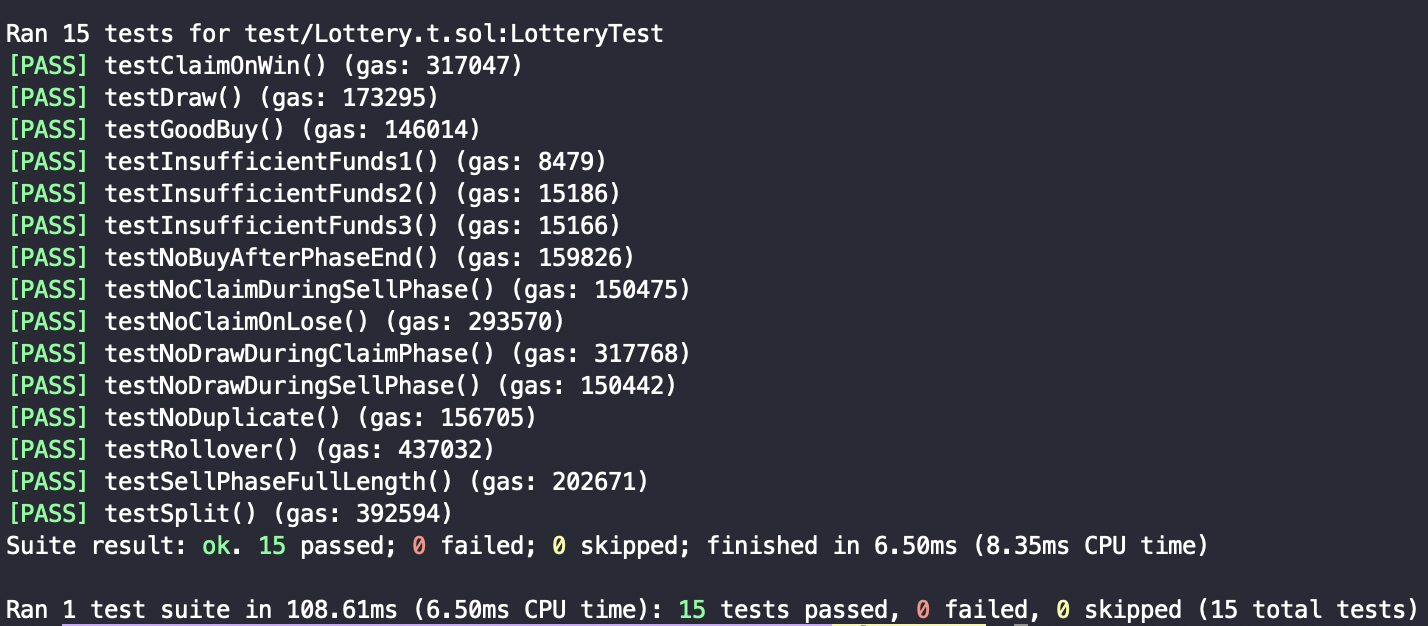 Ran 15 tests for test/Lottery.t.sol:LotteryTest
[PASS] testClaimOnWin() (gas: 317047)
[PASS] testDraw() (gas: 173295)
[PASS] testGoodBuy() (gas: 146014)
[PASS] testInsufficientFunds1() (gas: 8479)
[PASS] testInsufficientFunds2() (gas: 15186)
[PASS] testInsufficientFunds3() (gas: 15166)
[PASS] testNoBuyAfterPhaseEnd() (gas: 159826)
[PASS] testNoClaimDuringSellPhase() (gas: 150475)
[PASS] testNoClaimOnLose() (gas: 293570)
[PASS] testNoDrawDuringClaimPhase() (gas: 317768)
[PASS] testNoDrawDuringSellPhase() (gas: 150442)
[PASS] testNoDuplicate() (gas: 156705)
[PASS] testRollover() (gas: 437032)
[PASS] testSellPhaseFullLength() (gas: 202671)
[PASS] testSplit() (gas: 392594)
Suite result: ok. 15 passed; 0 failed; 0 skipped; finished in 6.50ms (8.35ms CPU time)
Ran 1 test suite in 108.61ms (6.50ms CPU time): 15 tests passed, 0 failed, 0 skipped (15 total tests)